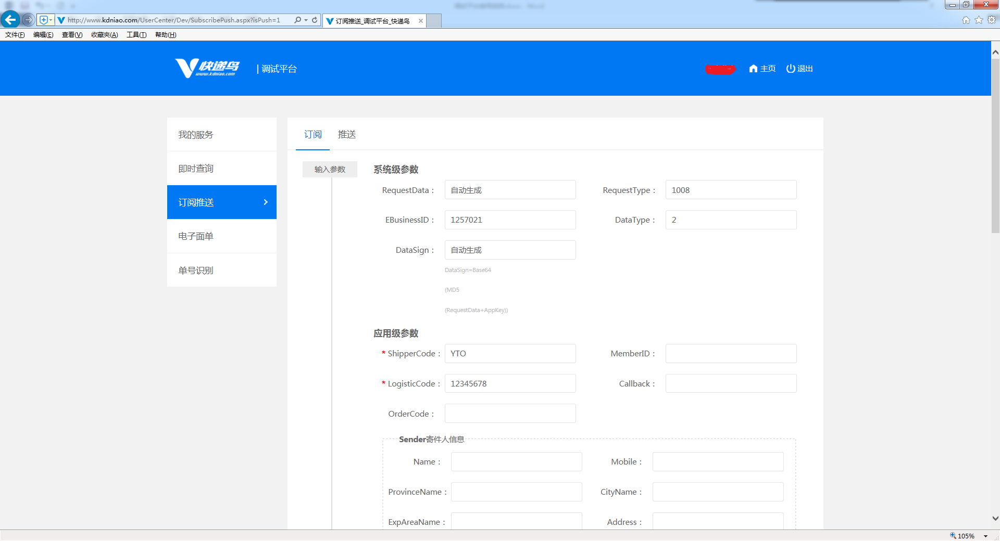 http://www.kdniao.com/UserCenter/Dev/SubscribePush.aspx?isPush=1
订阅推送_调试平台_快递鸟
文件(F) 编辑(E) 查看(V) 收藏夹(A) 工具(T) 帮助(H)
快递鸟
www.kdniao.com
调试平台
主页 退出
我的服务
即时查询
订阅推送
电子面单
单号识别
订阅 推送
输入参数
系统级参数
RequestData： 自动生成 RequestType： 1008
EBusinessID： 1257021 DataType： 2
DataSign： 自动生成
DataSign=Base64
(MD5
(RequestData+AppKey))
应用级参数
* ShipperCode： YTO MemberID：
* LogisticCode： 12345678 Callback：
OrderCode：
Sender寄件人信息
Name： Mobile：
ProvinceName： CityName：
ExpAreaName： Address：
105%